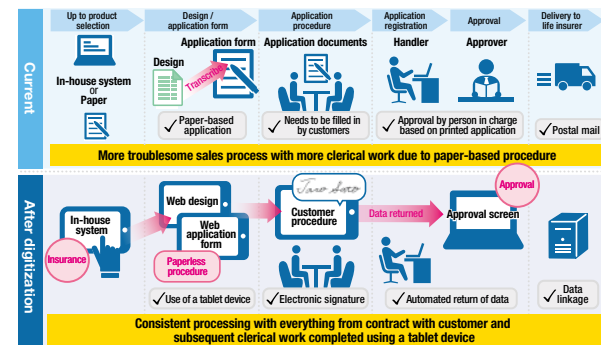 Up to product
selection
Design /
application form
Application
procedure
Application
registration
Approval
Delivery to
life insurer
Current
In-house system
or
Paper
Design
Transcribe
Application form
Application documents
Handler
Approver
Paper-based
application
Needs to be filled in
by customers
Approval by person in charge
based on printed application
Postal mail
More troublesome sales process with more clerical work due to paper-based procedure
After digitization
In-house
system
Insurance
Web design
Web
application
form
Paperless
procedure
Taro Sato
Customer
procedure
Data returned
Approval
Approval screen
Use of a tablet device
Electronic signature
Automated return of data
Data
linkage
Consistent processing with everything from contract with customer and
subsequent clerical work completed using a tablet device